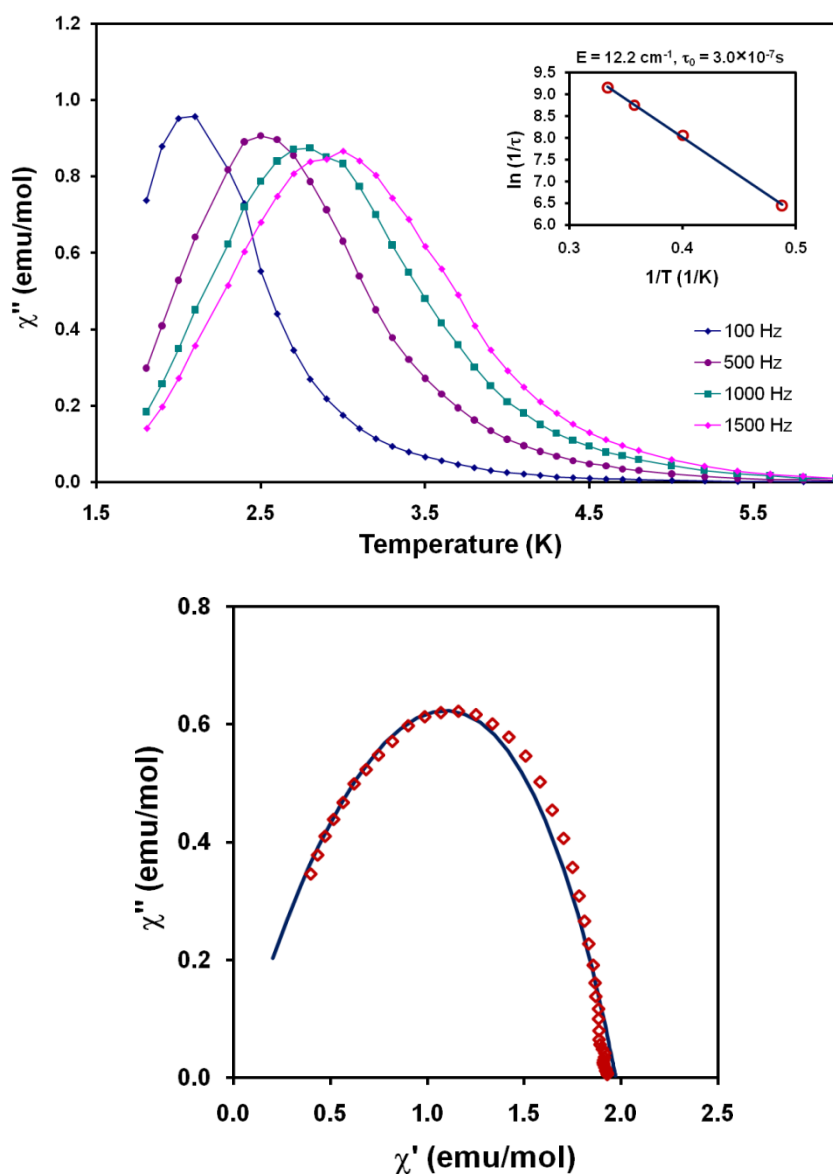 1.2
1.0
0.8
0.6
0.4
0.2
0.0
χ'' (emu/mol)
1.5 2.5 3.5 4.5 5.5
Temperature (K)
E = 12.2 cm⁻¹, τ₀ = 3.0×10⁻⁷s
9.5
9.0
8.5
8.0
7.5
7.0
6.5
6.0
ln (1/τ)
0.3 0.4 0.5
1/T (1/K)
100 Hz
500 Hz
1000 Hz
1500 Hz
0.8
0.6
0.4
0.2
0.0
χ'' (emu/mol)
0.0 0.5 1.0 1.5 2.0 2.5
χ' (emu/mol)